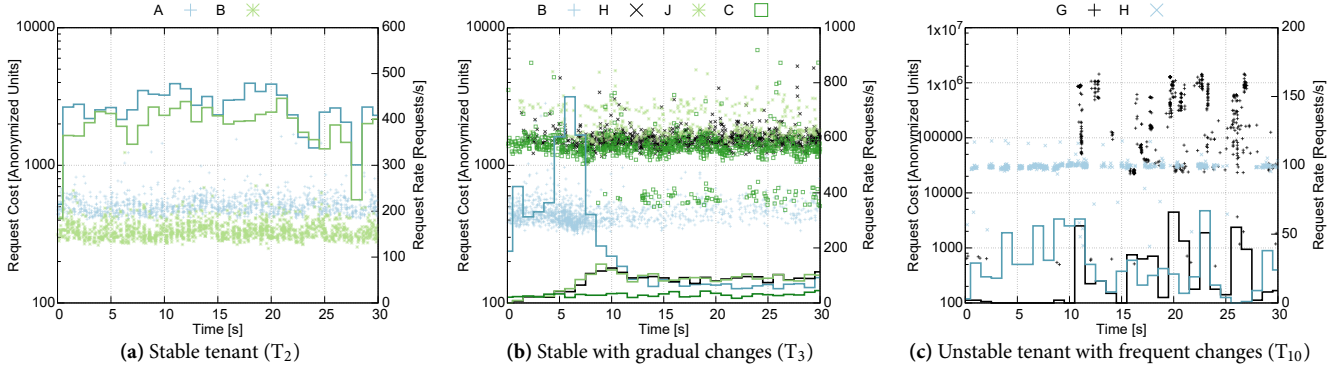 A B
Request Cost [Anonymized Units]
10000
1000
100
600
500
400
300
200
100
0
Request Rate [Requests/s]
0 5 10 15 20 25 30
Time [s]
(a) Stable tenant (T2)
B H J C
Request Cost [Anonymized Units]
10000
1000
100
1000
800
600
400
200
0
Request Rate [Requests/s]
0 5 10 15 20 25 30
Time [s]
(b) Stable with gradual changes (T3)
G H
Request Cost [Anonymized Units]
1x10^7
1x10^6
100000
10000
1000
100
200
150
100
50
0
Request Rate [Requests/s]
0 5 10 15 20 25 30
Time [s]
(c) Unstable tenant with frequent changes (T10)